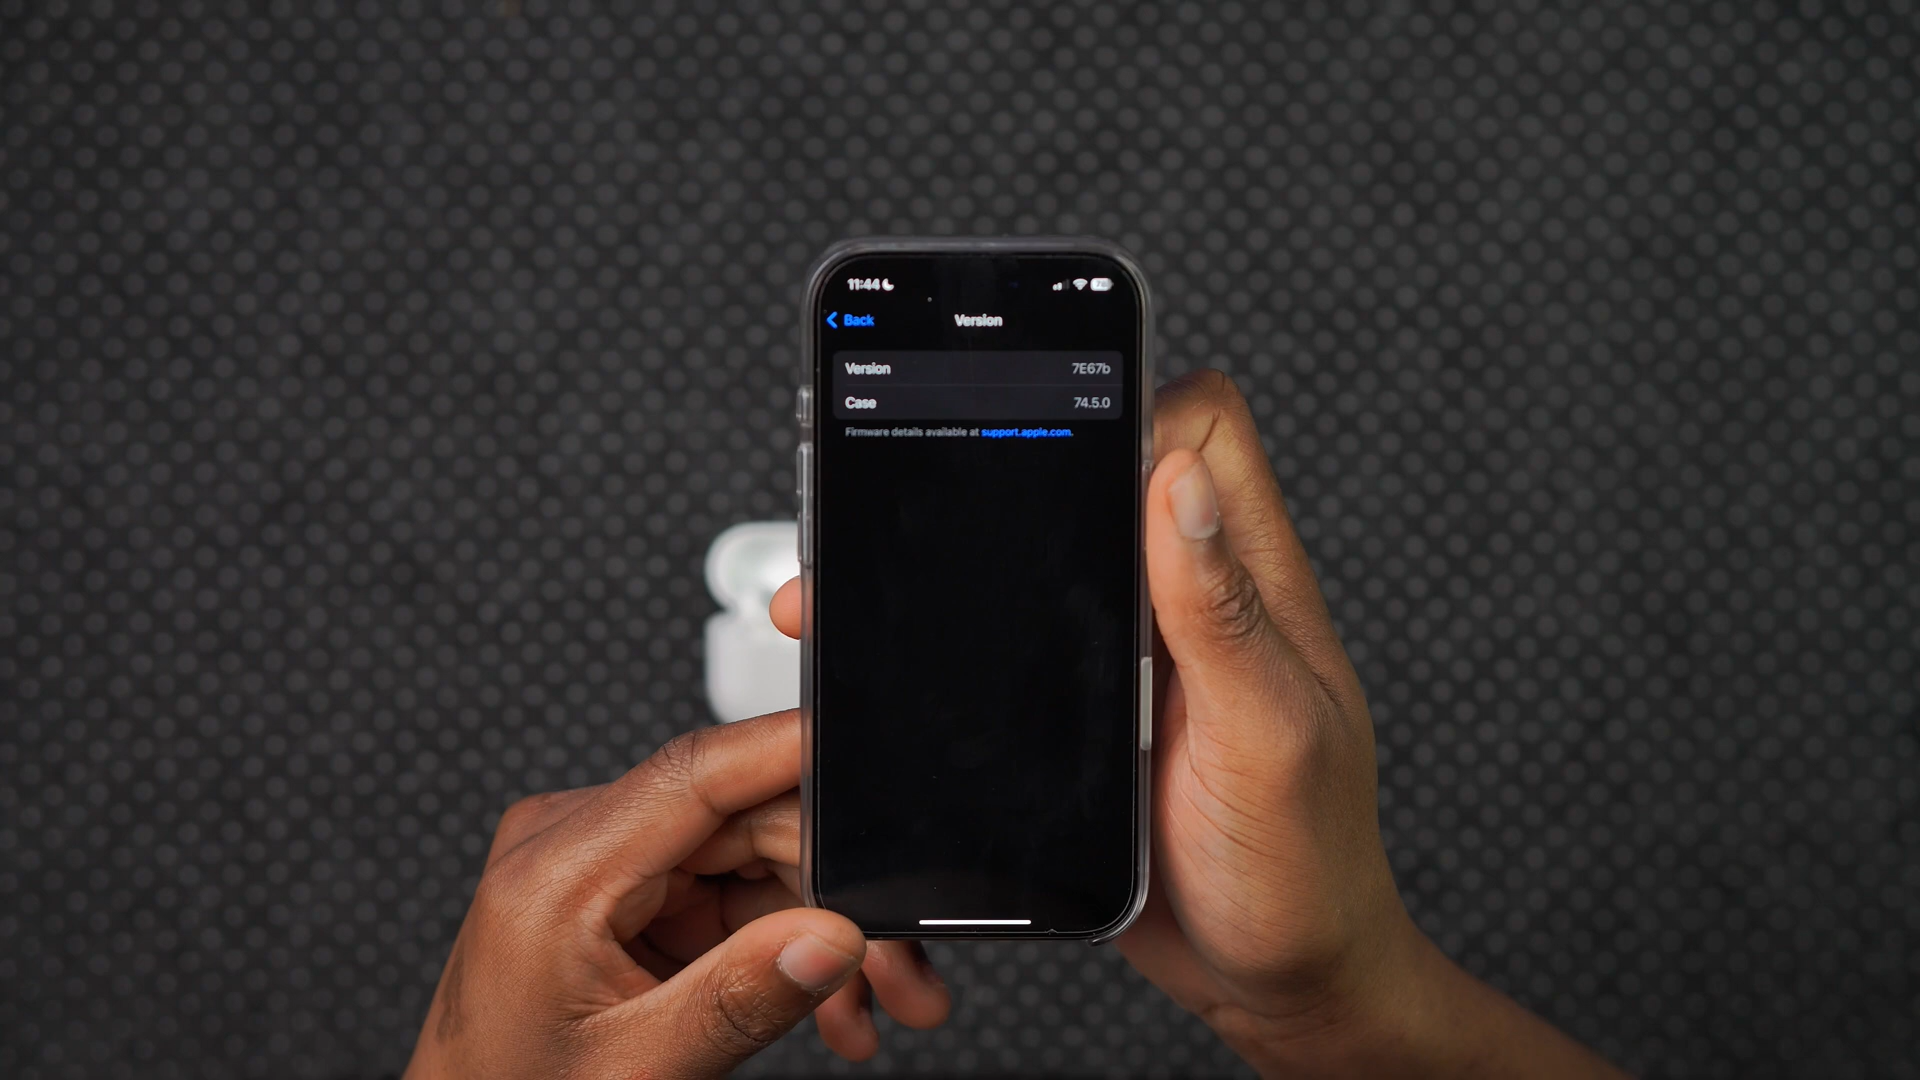 11:44
Back Version
Version 7E67b
Case 74.5.0
Firmware details available at support.apple.com.